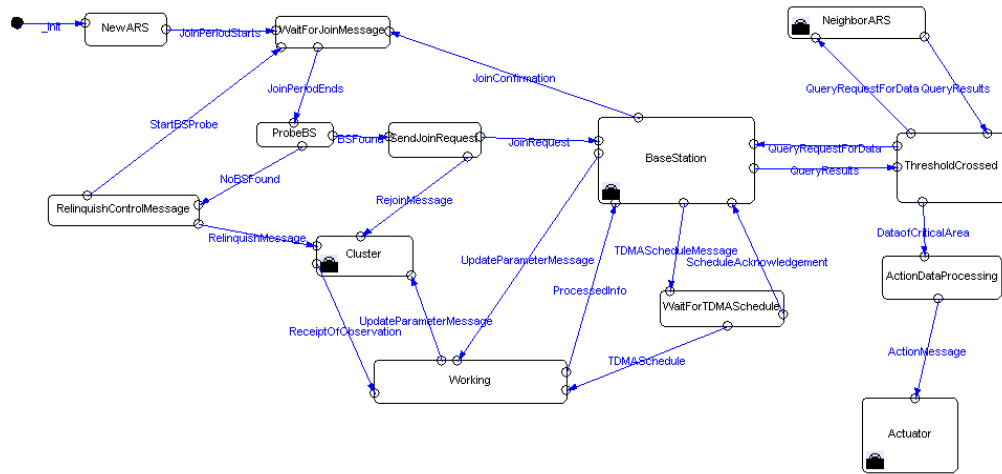 NeighborARS
_Init
NewARS
JoinPeriodStarts
WaitForJoinMessage
JoinConfirmation
JoinPeriodEnds
QueryRequestForData
QueryResults
StartBSProbe
ProbeBS
BSFound
SendJoinRequest
JoinRequest
BaseStation
QueryRequestForData
QueryResults
ThresholdCrossed
NoBSFound
RejoinMessage
RelinquishControlMessage
RelinquishMessage
DataofCriticalArea
Cluster
UpdateParameterMessage
TDMAScheduleMessage
ScheduleAcknowledgement
ActionDataProcessing
ProcessedInfo
WaitForTDMASchedule
ReceiptOfObservation
UpdateParameterMessage
TDMASchedule
ActionMessage
Working
Actuator